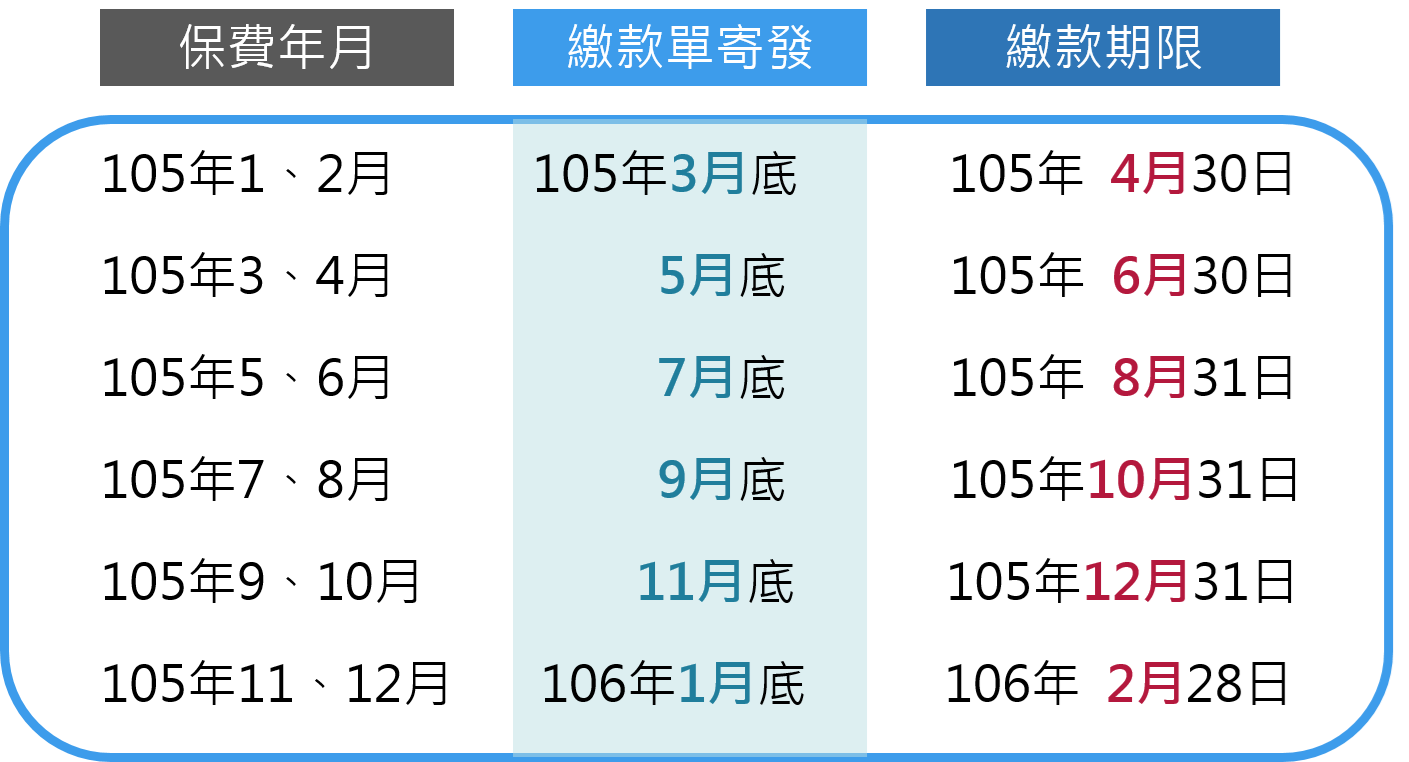 保費年月 繳款單寄發 繳款期限
105年1、2月 105年3月底 105年 4月30日
105年3、4月 5月底 105年 6月30日
105年5、6月 7月底 105年 8月31日
105年7、8月 9月底 105年10月31日
105年9、10月 11月底 105年12月31日
105年11、12月 106年1月底 106年 2月28日